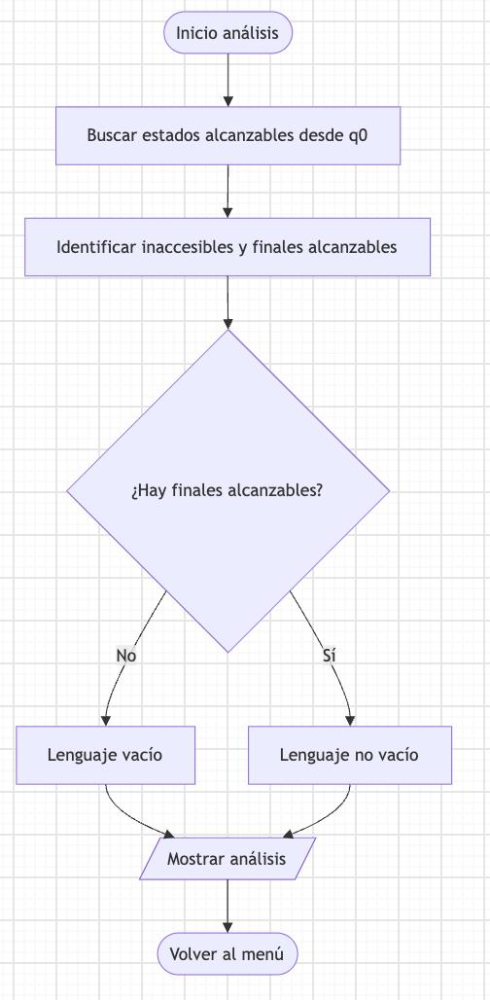 Inicio análisis
Buscar estados alcanzables desde q0
Identificar inaccesibles y finales alcanzables
¿Hay finales alcanzables?
No
Sí
Lenguaje vacío
Lenguaje no vacío
Mostrar análisis
Volver al menú